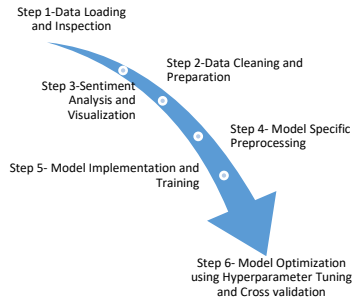 Step 1-Data Loading
and Inspection
Step 2-Data Cleaning and
Preparation
Step 3-Sentiment
Analysis and
Visualization
Step 4- Model Specific
Preprocessing
Step 5- Model Implementation and
Training
Step 6- Model Optimization
using Hyperparameter Tuning
and Cross validation